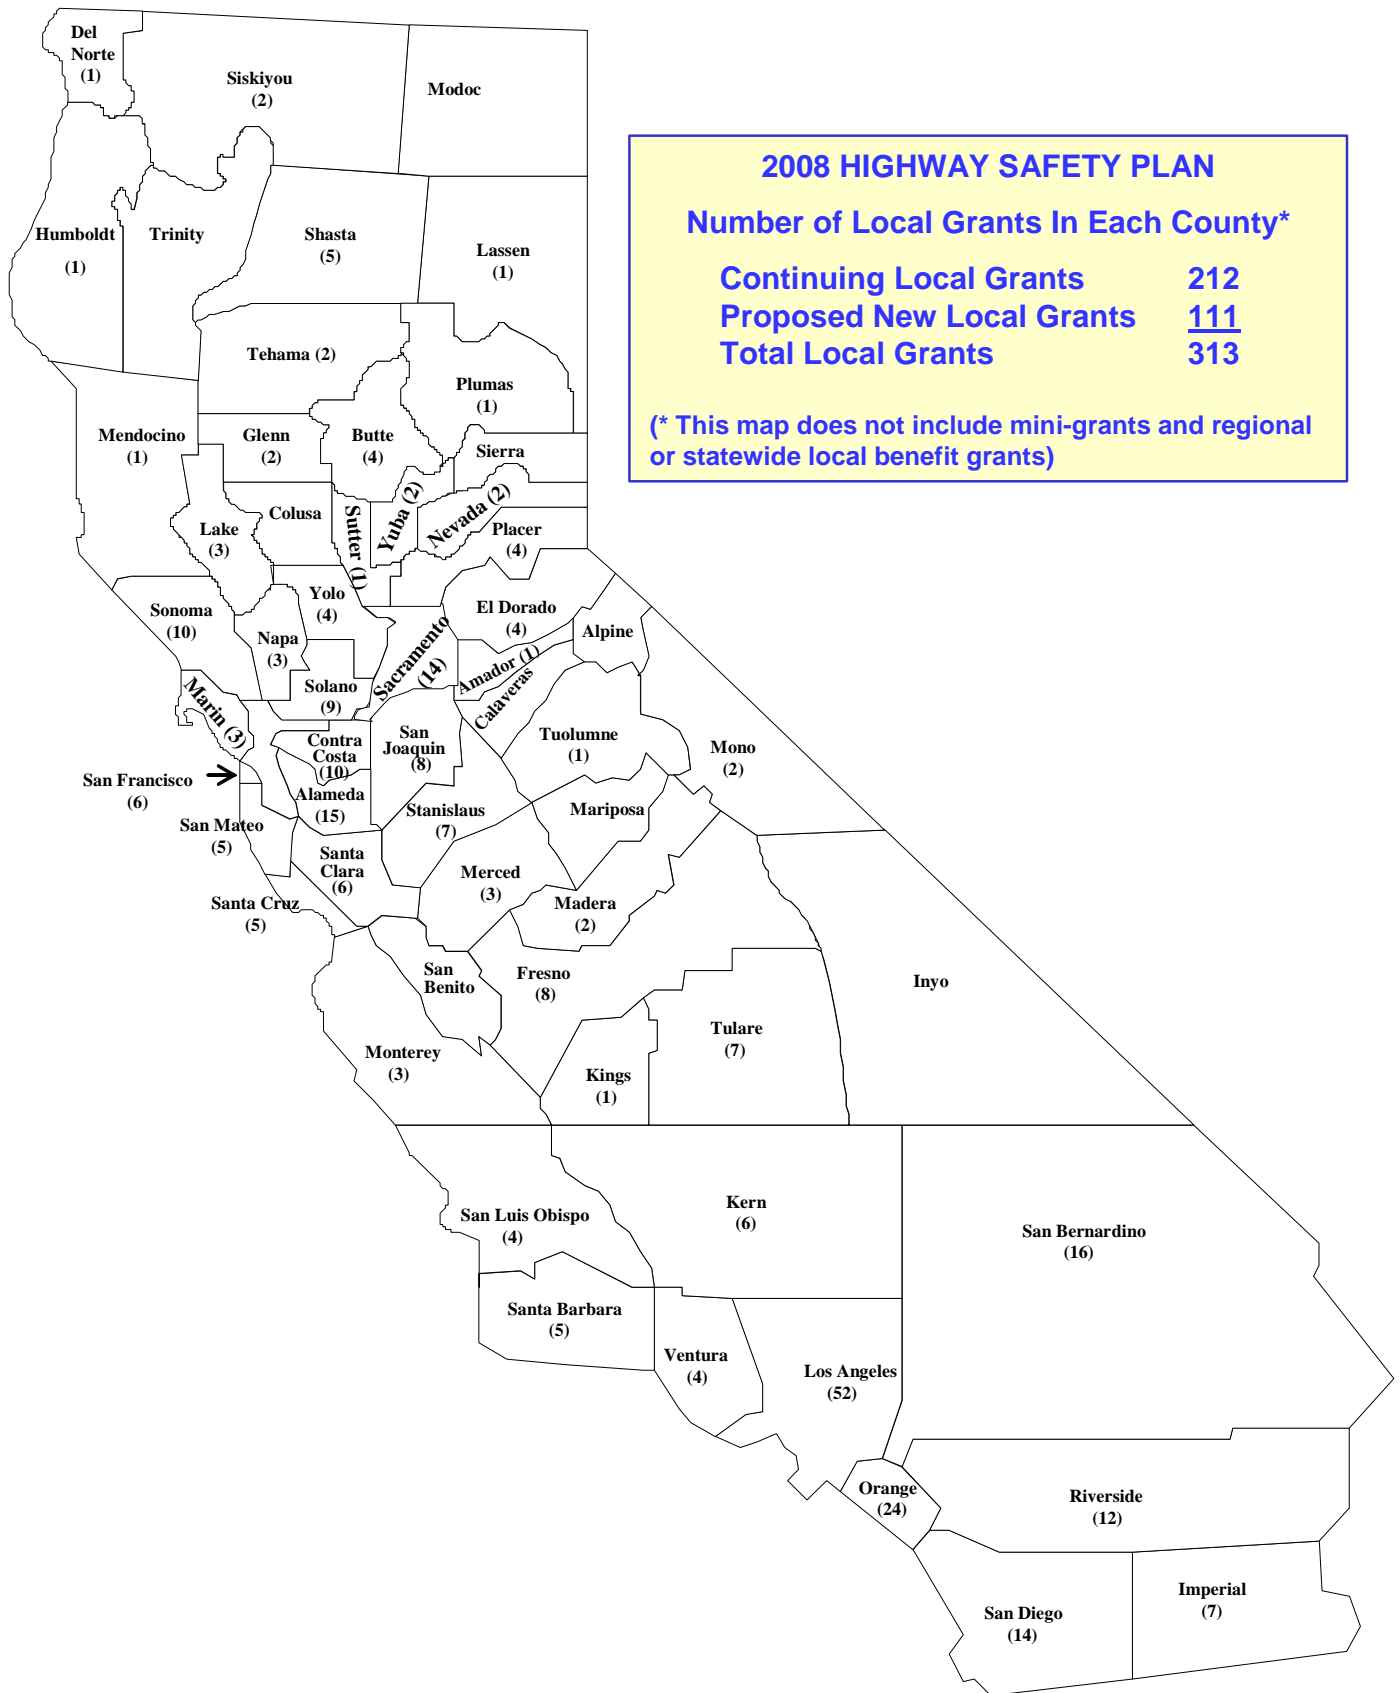 Del
Norte
(1)
Siskiyou
(2)
Modoc
2008 HIGHWAY SAFETY PLAN
Number of Local Grants In Each County*
Continuing Local Grants 212
Proposed New Local Grants 111
Total Local Grants 313
(* This map does not include mini-grants and regional
or statewide local benefit grants)
Humboldt
(1)
Trinity
Shasta
(5)
Lassen
(1)
Tehama (2)
Plumas
(1)
Mendocino
(1)
Glenn
(2)
Butte
(4)
Sierra
Lake
(3)
Colusa
Sutter (1)
Yuba (2)
Nevada (2)
Placer
(4)
Sonoma
(10)
Napa
(3)
Yolo
(4)
El Dorado
(4)
Alpine
Sacramento
(14)
Amador (1)
Calaveras
Solano
(9)
Marin (3)
Contra
Costa
(10)
San
Joaquin
(8)
Tuolumne
(1)
Mono
(2)
San Francisco
(6)
Alameda
(15)
Stanislaus
(7)
Mariposa
San Mateo
(5)
Santa
Clara
(6)
Merced
(3)
Madera
(2)
Santa Cruz
(5)
San
Benito
Fresno
(8)
Inyo
Monterey
(3)
Kings
(1)
Tulare
(7)
San Luis Obispo
(4)
Kern
(6)
San Bernardino
(16)
Santa Barbara
(5)
Ventura
(4)
Los Angeles
(52)
Orange
(24)
Riverside
(12)
San Diego
(14)
Imperial
(7)